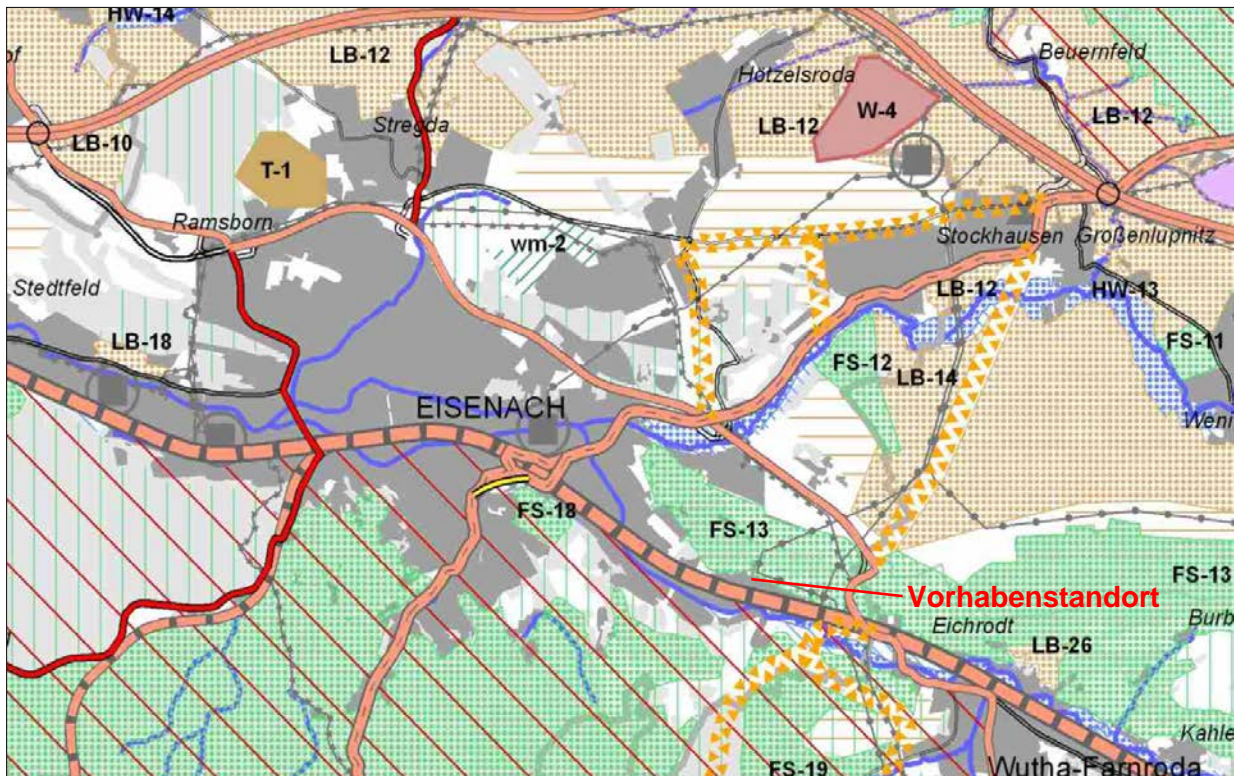 HW-14
LB-12
Beuernfeld
of
Hötzelsroda
W-4
LB-12
LB-12
Stregda
LB-10
T-1
Ramsborn
wm-2
Stockhausen
Großenlupnitz
Stedtfeld
LB-12
HW-13
LB-18
FS-12
FS-11
LB-14
EISENACH
Weni
FS-18
FS-13
FS-13
Vorhabenstandort
Eichrodt
Burb
LB-26
Kahle
FS-19
Wutha-Farnroda